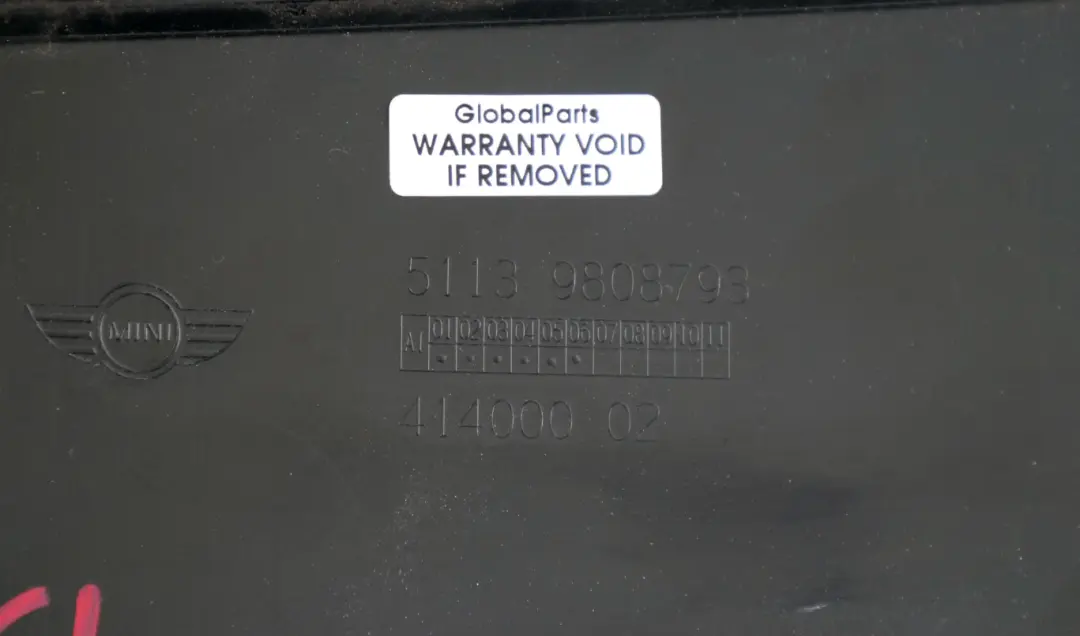 GlobalParts
WARRANTY VOID
IF REMOVED
5113 9808793
MINI
AI 01 02 03 04 05 06 07 08 09 10 11
414000 02